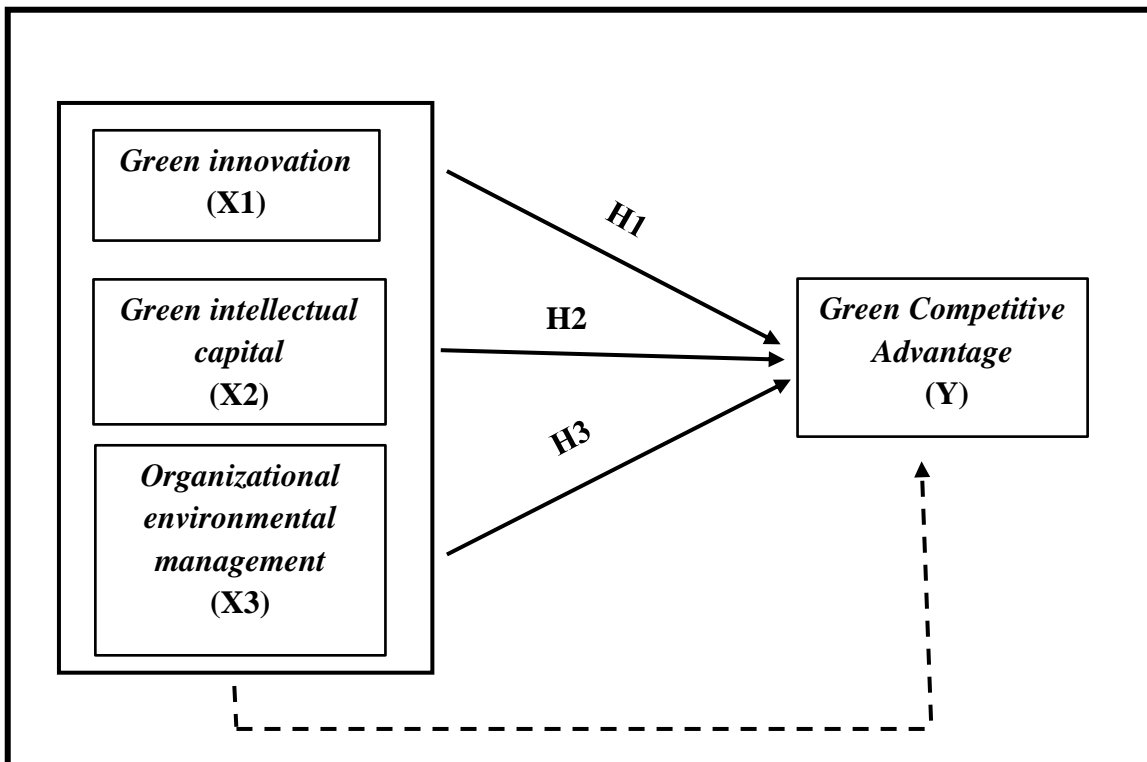 Green innovation
(X1)
Green intellectual
capital
(X2)
Organizational
environmental
management
(X3)
H1
H2
H3
Green Competitive
Advantage
(Y)